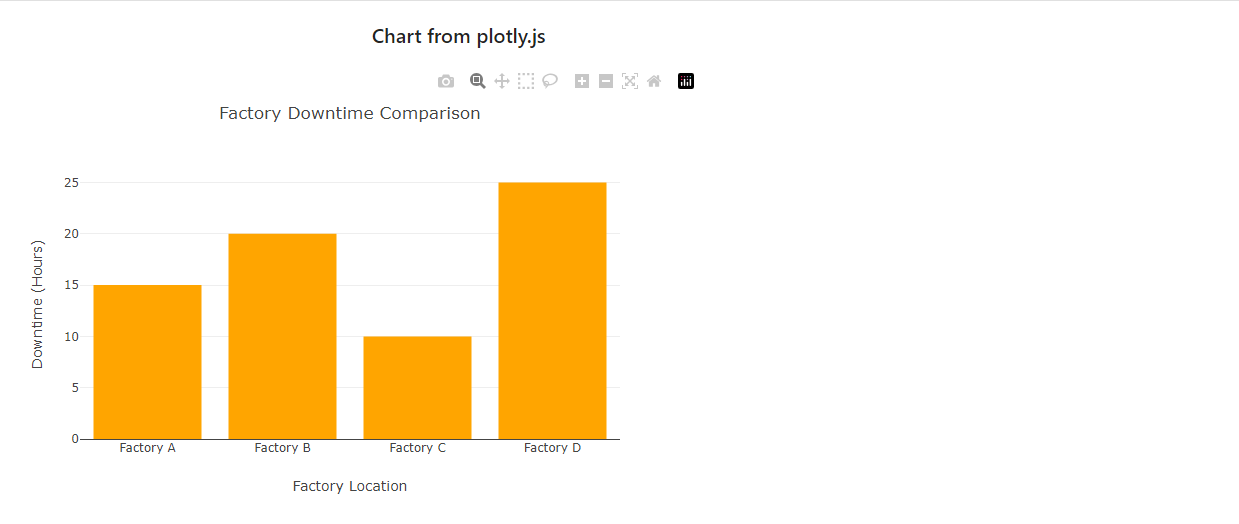 Chart from plotly.js
Factory Downtime Comparison
25
20
15
10
5
0
Downtime (Hours)
Factory A
Factory B
Factory C
Factory D
Factory Location